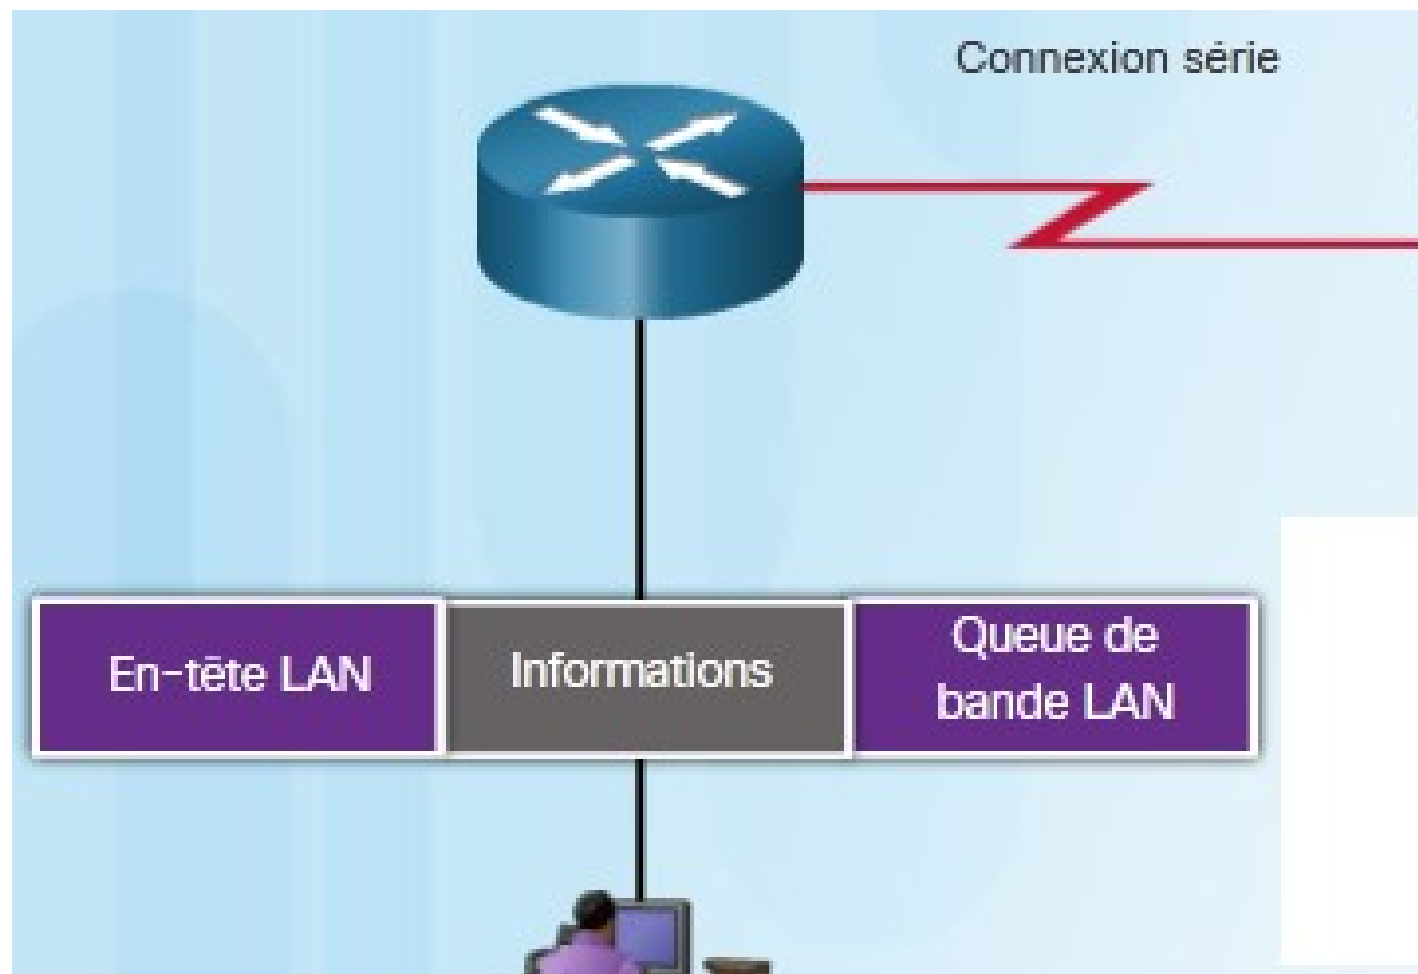 Connexion série
En-tête LAN
Informations
Queue de
bande LAN